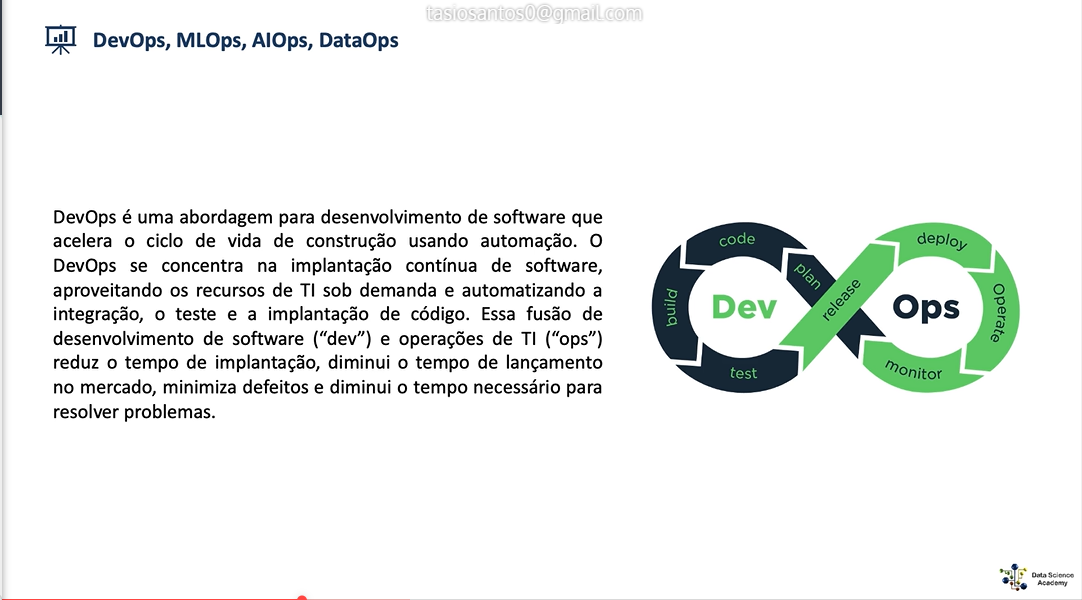 tasiosantos0@gmail.com
DevOps, MLOps, AIOps, DataOps
DevOps é uma abordagem para desenvolvimento de software que
acelera o ciclo de vida de construção usando automação. O
DevOps se concentra na implantação contínua de software,
aproveitando os recursos de TI sob demanda e automatizando a
integração, o teste e a implantação de código. Essa fusão de
desenvolvimento de software (“dev”) e operações de TI (“ops”)
reduz o tempo de implantação, diminui o tempo de lançamento
no mercado, minimiza defeitos e diminui o tempo necessário para
resolver problemas.
code
plan
build
Dev
test
release
deploy
Ops
Operate
monitor
Data Science
Academy